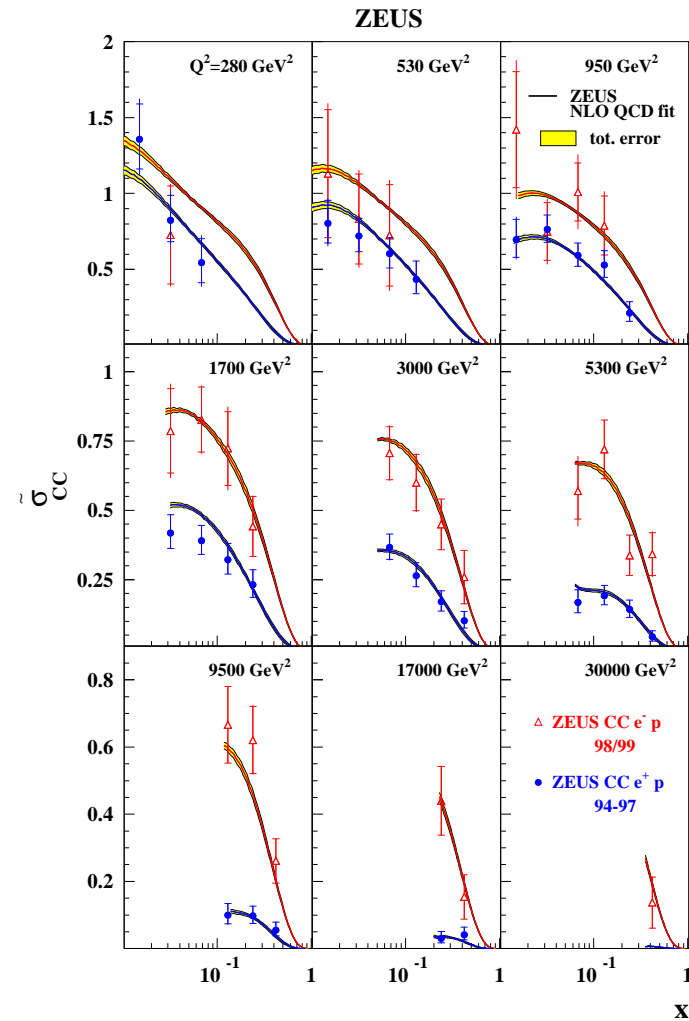 ZEUS
Q²=280 GeV²
530 GeV²
950 GeV²
ZEUS
NLO QCD fit
tot. error
2
1.5
1
0.5
1700 GeV²
3000 GeV²
5300 GeV²
1
0.75
0.5
0.25
σ̃CC
9500 GeV²
17000 GeV²
30000 GeV²
0.8
0.6
0.4
0.2
ZEUS CC e⁻ p
98/99
ZEUS CC e⁺ p
94-97
10⁻¹ 1 10⁻¹ 1 10⁻¹ 1
x